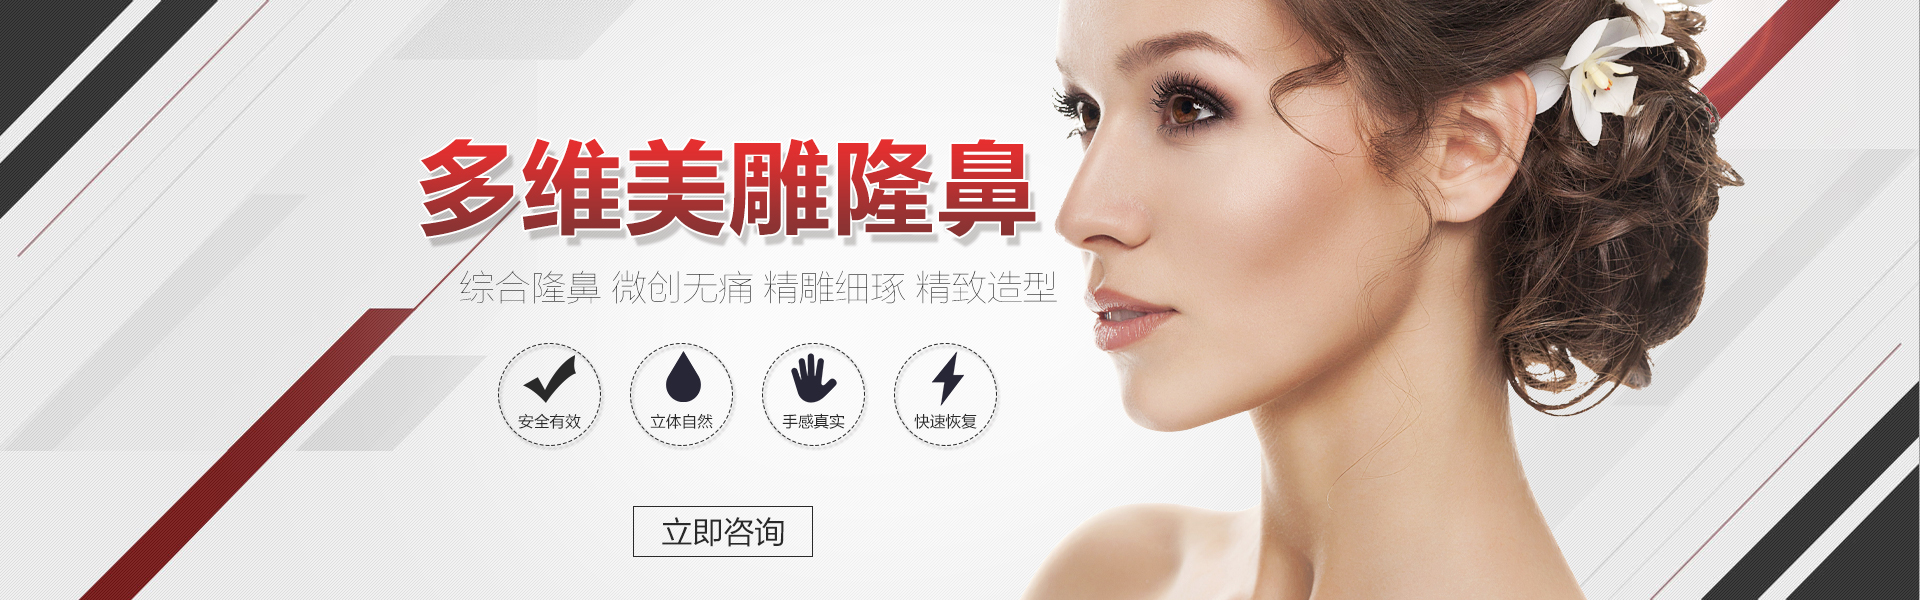 多维美雕隆鼻
综合隆鼻 微创无痛 精雕细琢 精致造型
安全有效 立体自然 手感真实 快速恢复
立即咨询